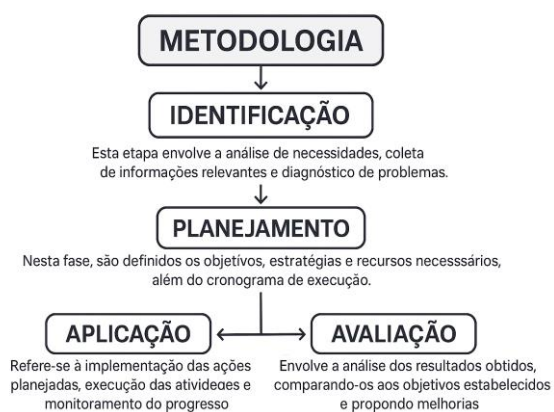 METODOLOGIA
IDENTIFICAÇÃO
Esta etapa envolve a análise de necessidades, coleta
de informações relevantes e diagnóstico de problemas.
PLANEJAMENTO
Nesta fase, são definidos os objetívos, estratégias e recursos necesssários,
além do cronograma de execução.
APLICAÇÃO
Refere-se à implementação das ações
planejadas, execução das ativideɑes e
monitoramento do progresso
AVALIAÇÃO
Envolve a análise dos resultados obtidos,
comparando-os aos objetivos estabelecidos
e propondo melhorias